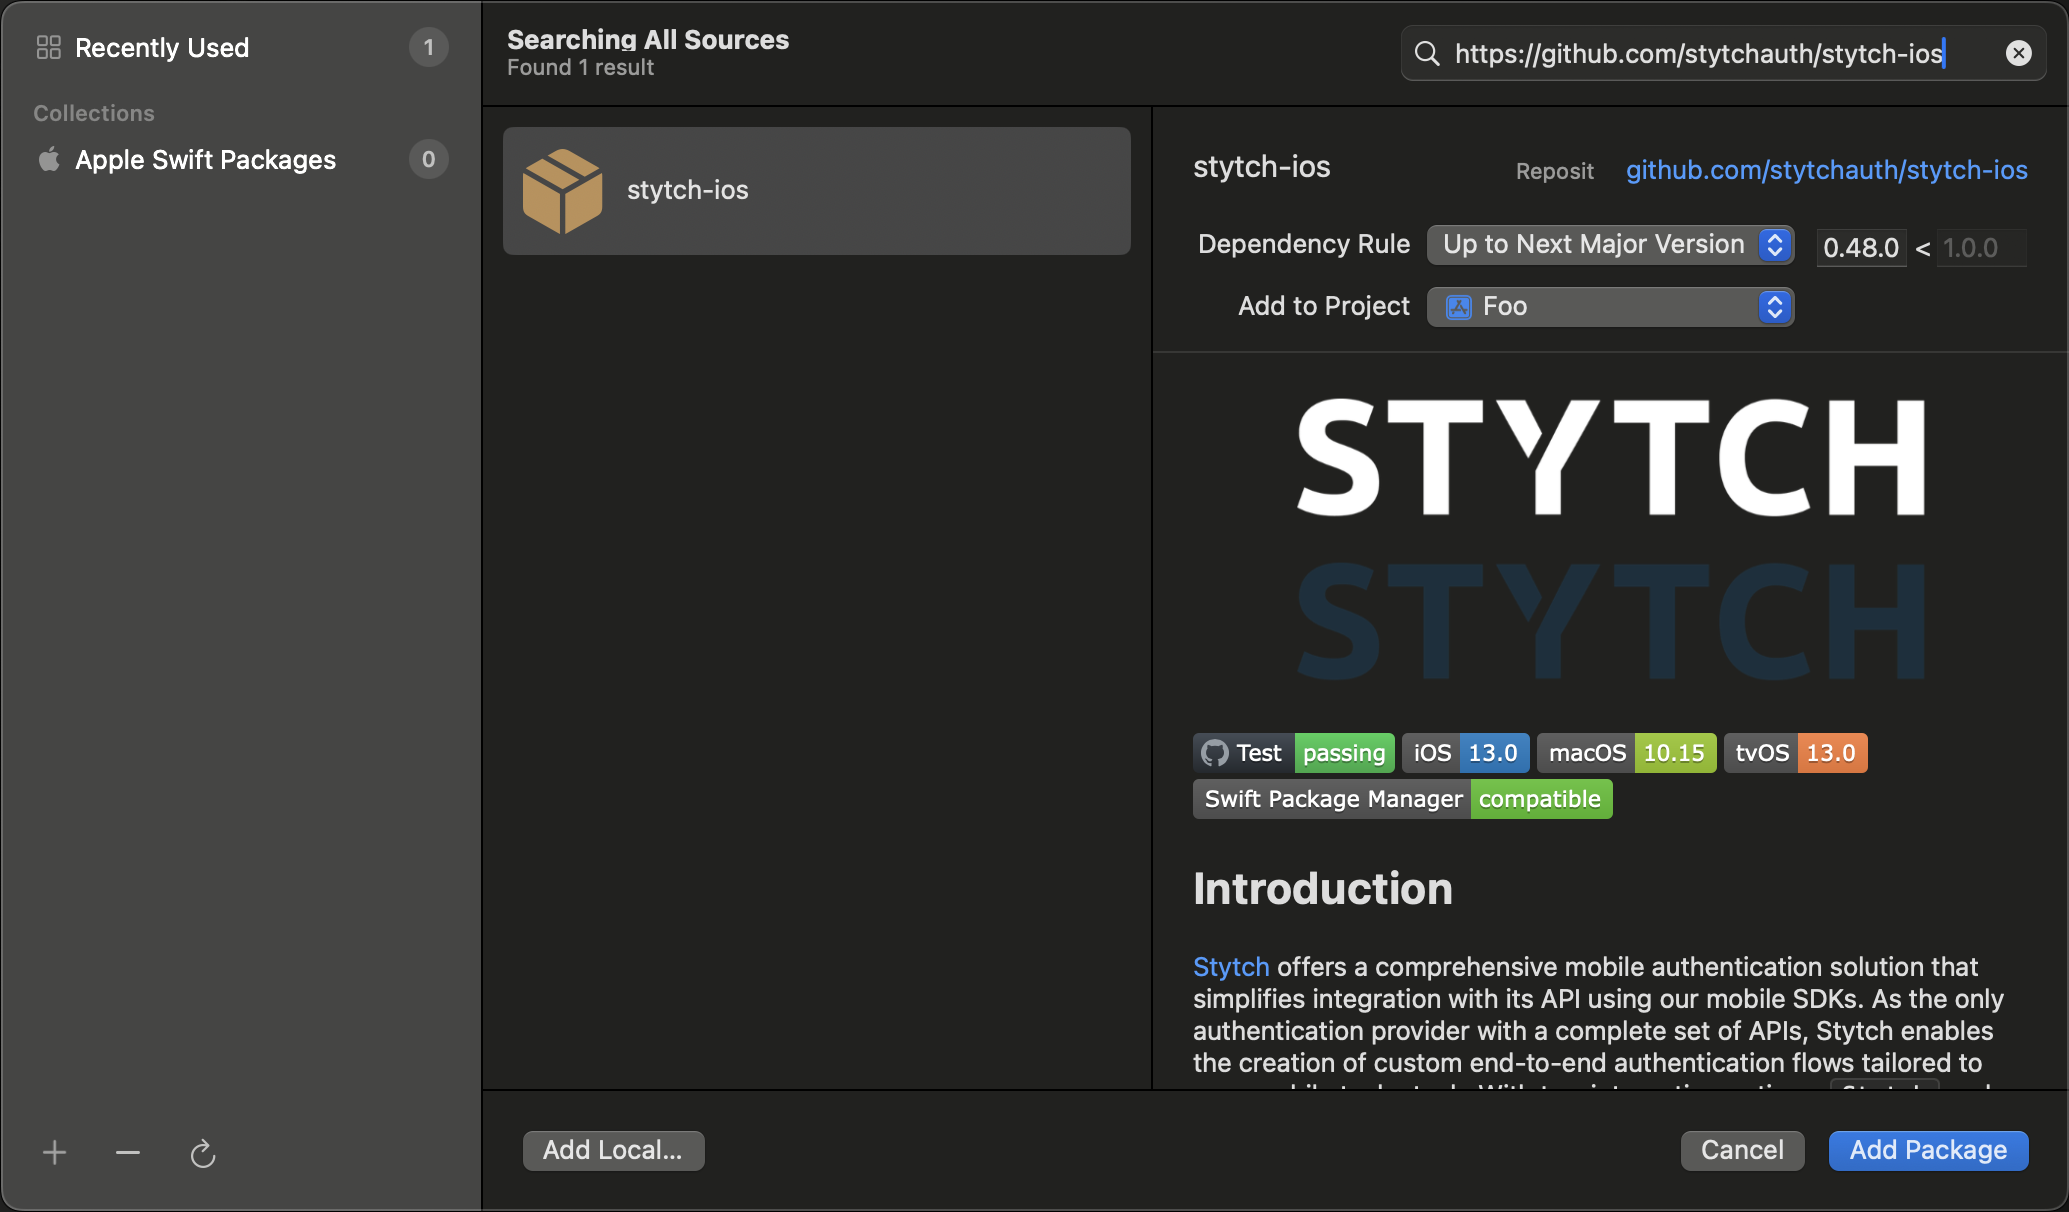 Recently Used 1
Collections
Apple Swift Packages 0
Searching All Sources
Found 1 result
https://github.com/stytchauth/stytch-ios
stytch-ios
stytch-ios
Reposit github.com/stytchauth/stytch-ios
Dependency Rule Up to Next Major Version 0.48.0 < 1.0.0
Add to Project Foo
STYTCH
STYTCH
Test passing iOS 13.0 macOS 10.15 tvOS 13.0
Swift Package Manager compatible
Introduction
Stytch offers a comprehensive mobile authentication solution that
simplifies integration with its API using our mobile SDKs. As the only
authentication provider with a complete set of APIs, Stytch enables
the creation of custom end-to-end authentication flows tailored to
Add Local...
Cancel
Add Package